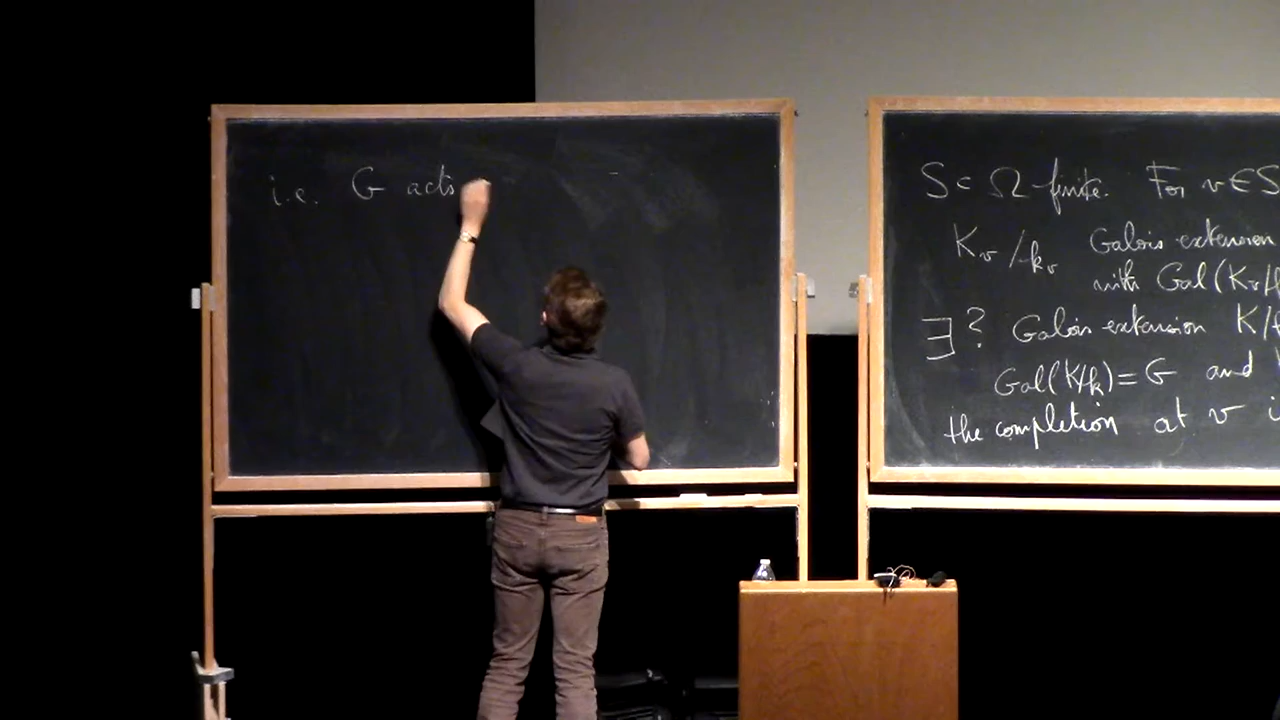 i.e. G acts
S ⊂ Ω finite. For v ∈ S
K_v / k_v Galois extension
with Gal(K_v/k
∃? Galois extension K/k
Gal(K/k) = G and
the completion at v i